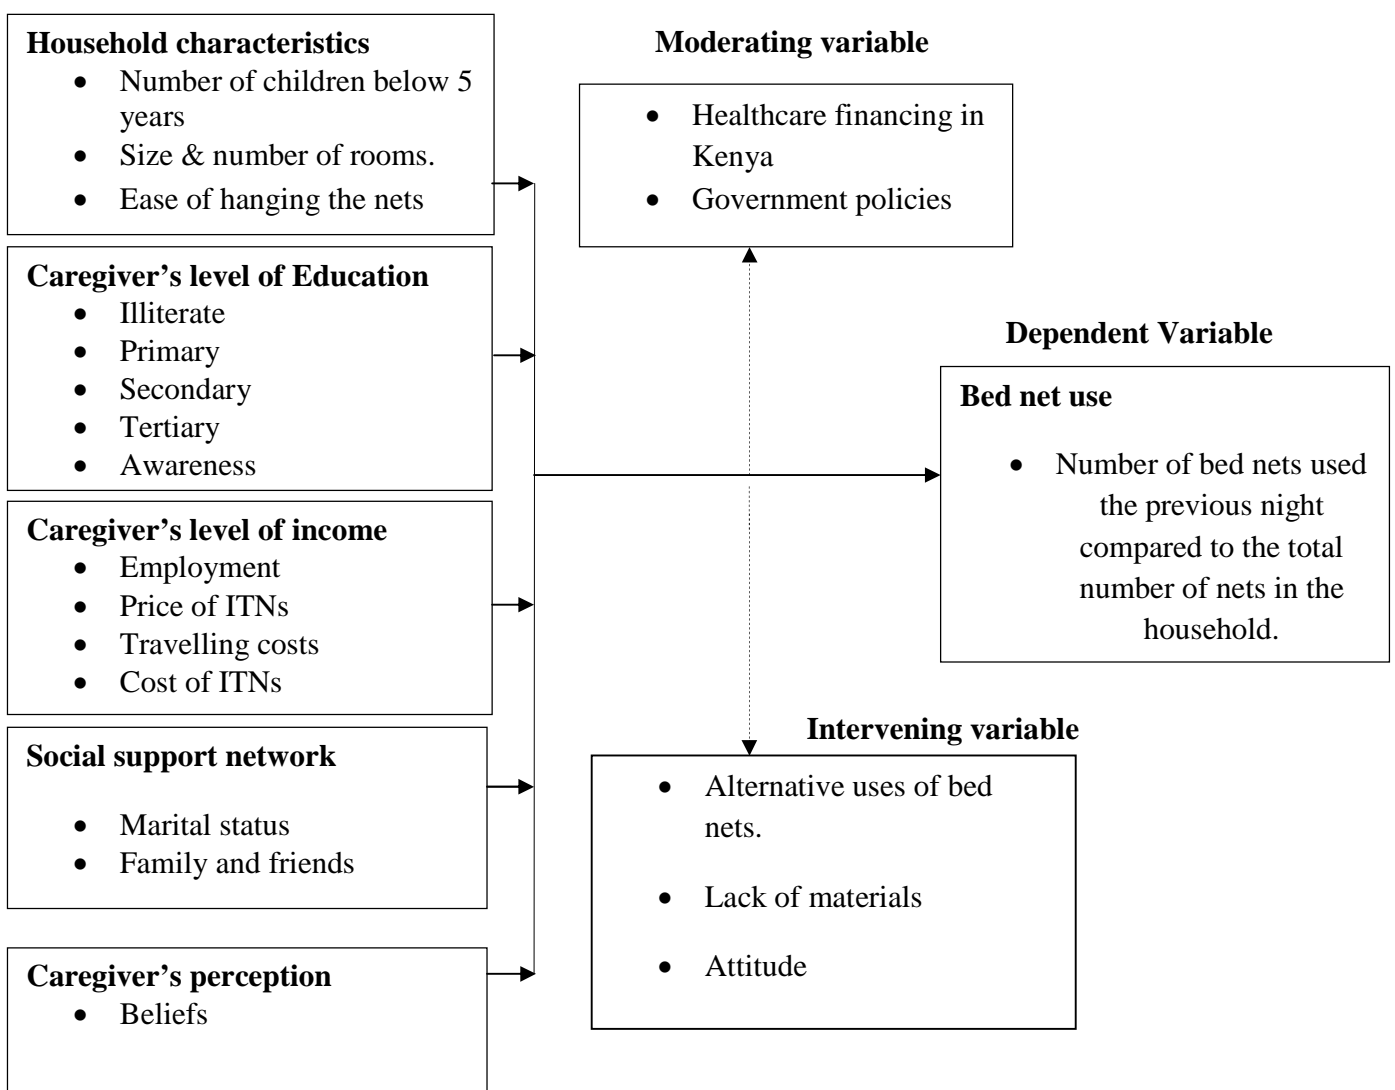 Household characteristics
• Number of children below 5
years
• Size & number of rooms.
• Ease of hanging the nets
Caregiver’s level of Education
• Illiterate
• Primary
• Secondary
• Tertiary
• Awareness
Caregiver’s level of income
• Employment
• Price of ITNs
• Travelling costs
• Cost of ITNs
Social support network
• Marital status
• Family and friends
Caregiver’s perception
• Beliefs
Moderating variable
• Healthcare financing in
Kenya
• Government policies
Dependent Variable
Bed net use
• Number of bed nets used
the previous night
compared to the total
number of nets in the
household.
Intervening variable
• Alternative uses of bed
nets.
• Lack of materials
• Attitude